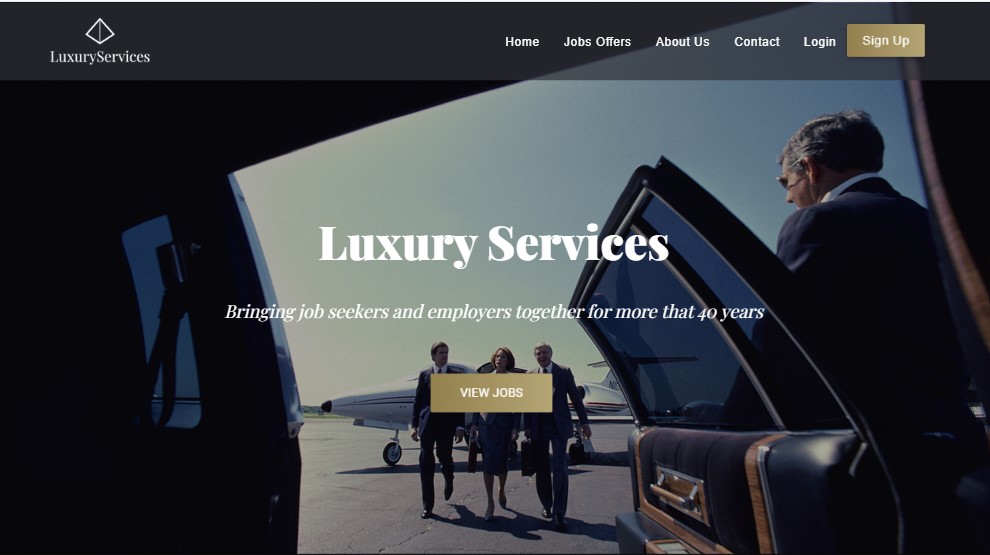 LuxuryServices
Home Jobs Offers About Us Contact Login Sign Up
Luxury Services
Bringing job seekers and employers together for more that 40 years
VIEW JOBS